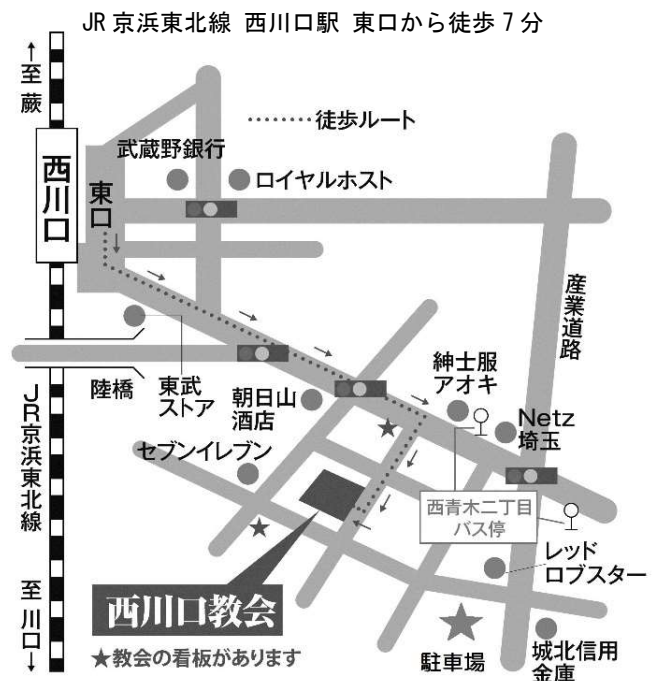 JR京浜東北線 西川口駅 東口から徒歩7分
↑至 蕨
徒歩ルート
武蔵野銀行
ロイヤルホスト
西川口
東口
産業道路
陸橋
東武
ストア
朝日山
酒店
紳士服
アオキ
Netz
埼玉
セブンイレブン
西青木二丁目
バス停
JR京浜東北線
レッド
ロブスター
西川口教会
★教会の看板があります
駐車場
城北信用
金庫
至 川口↓